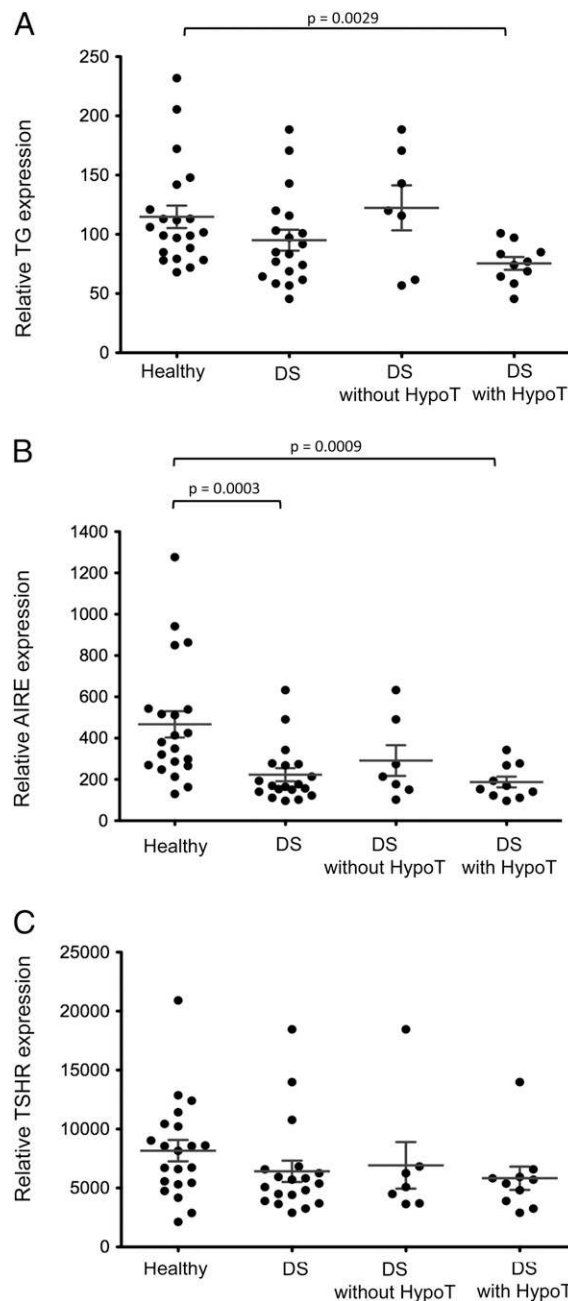 A
p = 0.0029
Relative TG expression
250
200
150
100
50
0
Healthy
DS
DS
without HypoT
DS
with HypoT
B
p = 0.0009
p = 0.0003
Relative AIRE expression
1400
1200
1000
800
600
400
200
0
Healthy
DS
DS
without HypoT
DS
with HypoT
C
Relative TSHR expression
25000
20000
15000
10000
5000
0
Healthy
DS
DS
without HypoT
DS
with HypoT